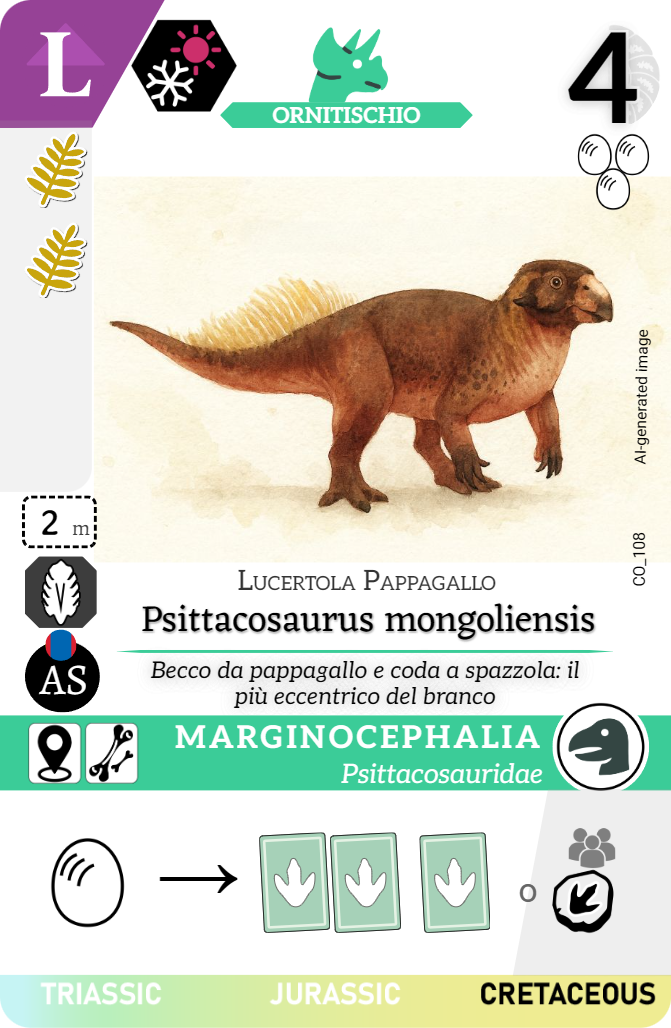 L
ORNITISCHIO
4
AI-generated image
CO_108
2 m
Lucertola Pappagallo
Psittacosaurus mongoliensis
AS
Becco da pappagallo e coda a spazzola: il
più eccentrico del branco
MARGINOCEPHALIA
Psittacosauridae
o
TRIASSIC JURASSIC CRETACEOUS